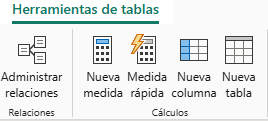 Herramientas de tablas
Administrar
relaciones
Nueva
medida
Medida
rápida
Nueva
columna
Nueva
tabla
Relaciones
Cálculos